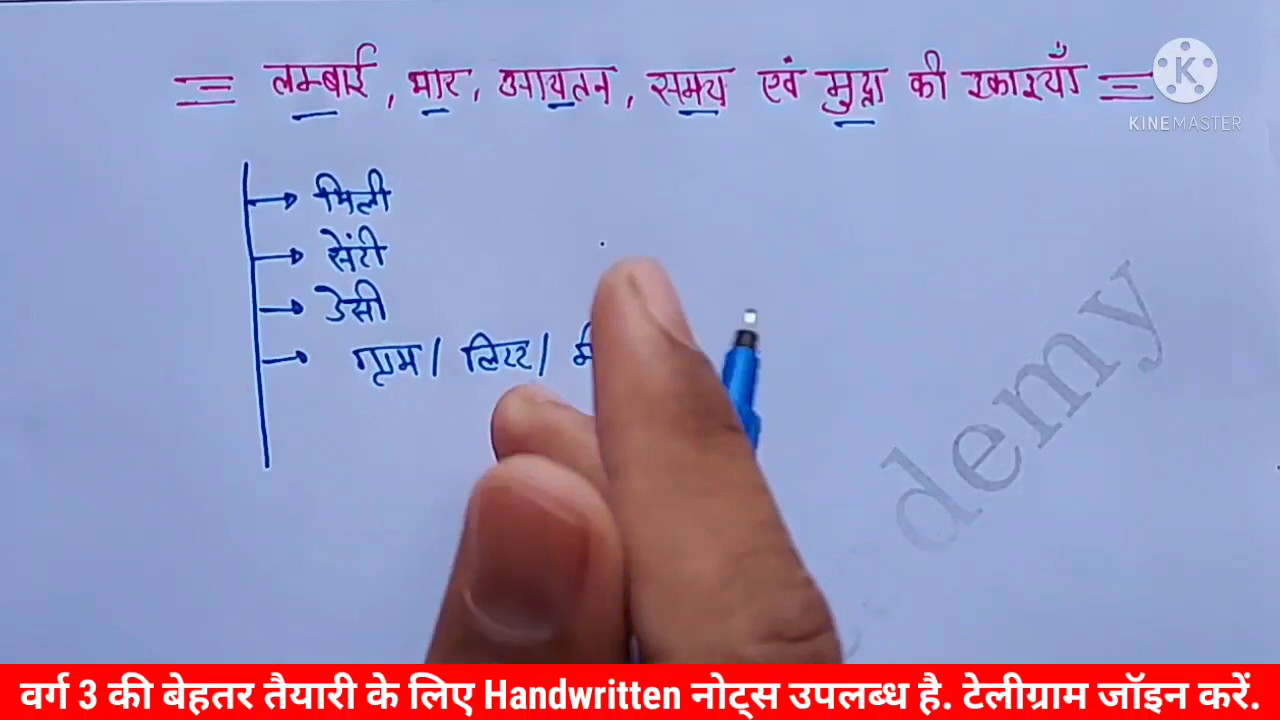 = लम्बाई, भार, आयतन, समय एवं मुद्रा की इकाइयाँ =
K
KINEMASTER
→ मिली
→ सेंटी
→ डेसी
→ ग्राम / लिटर /
demy
वर्ग 3 की बेहतर तैयारी के लिए Handwritten नोट्स उपलब्ध है. टेलीग्राम जॉइन करें.